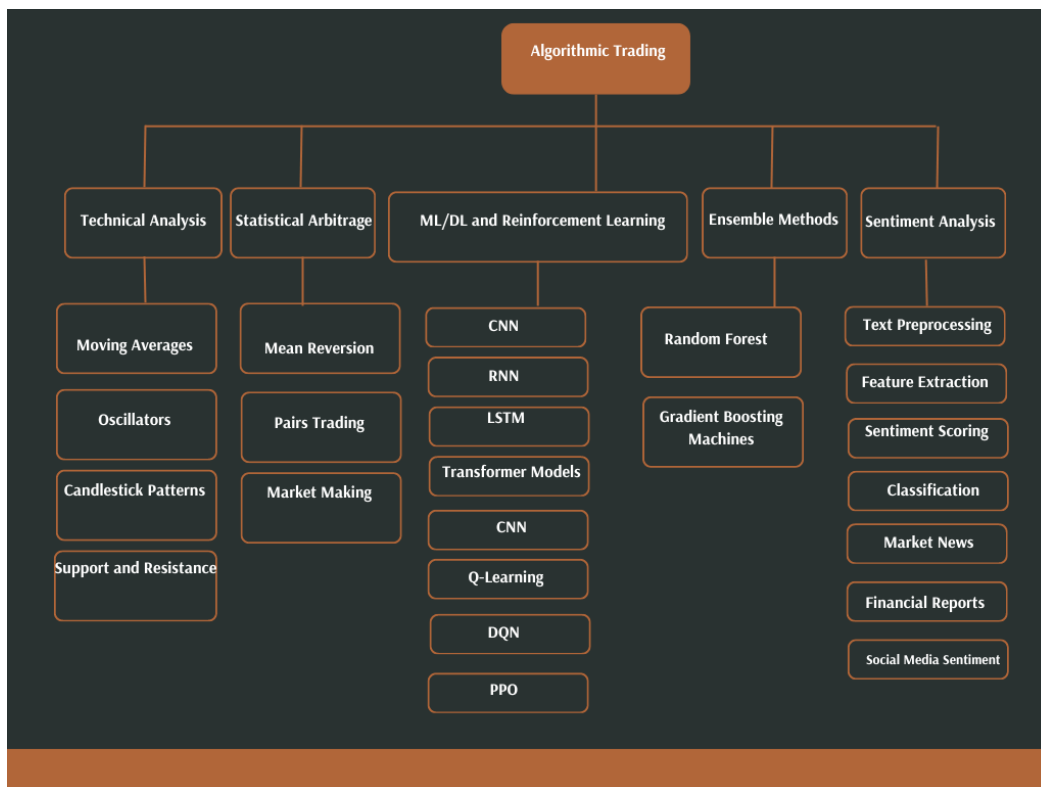 Algorithmic Trading
Technical Analysis
Statistical Arbitrage
ML/DL and Reinforcement Learning
Ensemble Methods
Sentiment Analysis
Moving Averages
Oscillators
Candlestick Patterns
Support and Resistance
Mean Reversion
Pairs Trading
Market Making
CNN
RNN
LSTM
Transformer Models
CNN
Q-Learning
DQN
PPO
Random Forest
Gradient Boosting
Machines
Text Preprocessing
Feature Extraction
Sentiment Scoring
Classification
Market News
Financial Reports
Social Media Sentiment